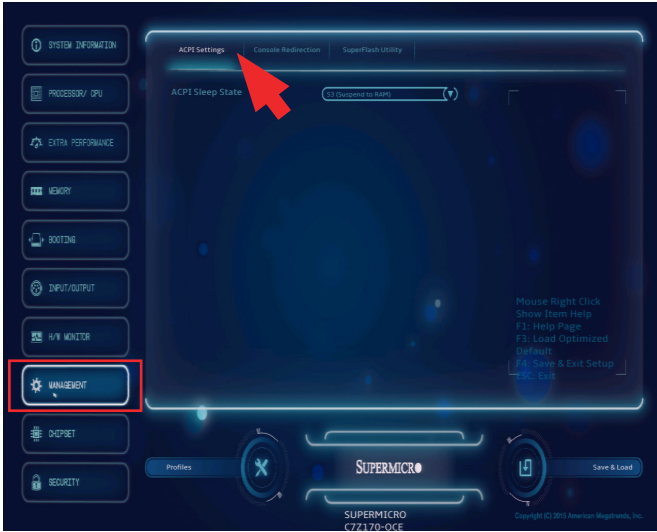 SYSTEM INFORMATION
PROCESSOR/ CPU
EXTRA PERFORMANCE
MEMORY
BOOTING
INPUT/OUTPUT
H/W MONITOR
MANAGEMENT
CHIPSET
SECURITY
ACPI Settings
Console Redirection
SuperFlash Utility
ACPI Sleep State
S3 (Suspend to RAM)
Mouse Right Click
Show Item Help
F1: Help Page
F3: Load Optimized
Default
F4: Save & Exit Setup
ESC: Exit
Profiles
SUPERMICRO
Save & Load
SUPERMICRO
C7Z170-OCE
Copyright (C) 2015 American Megatrends, Inc.